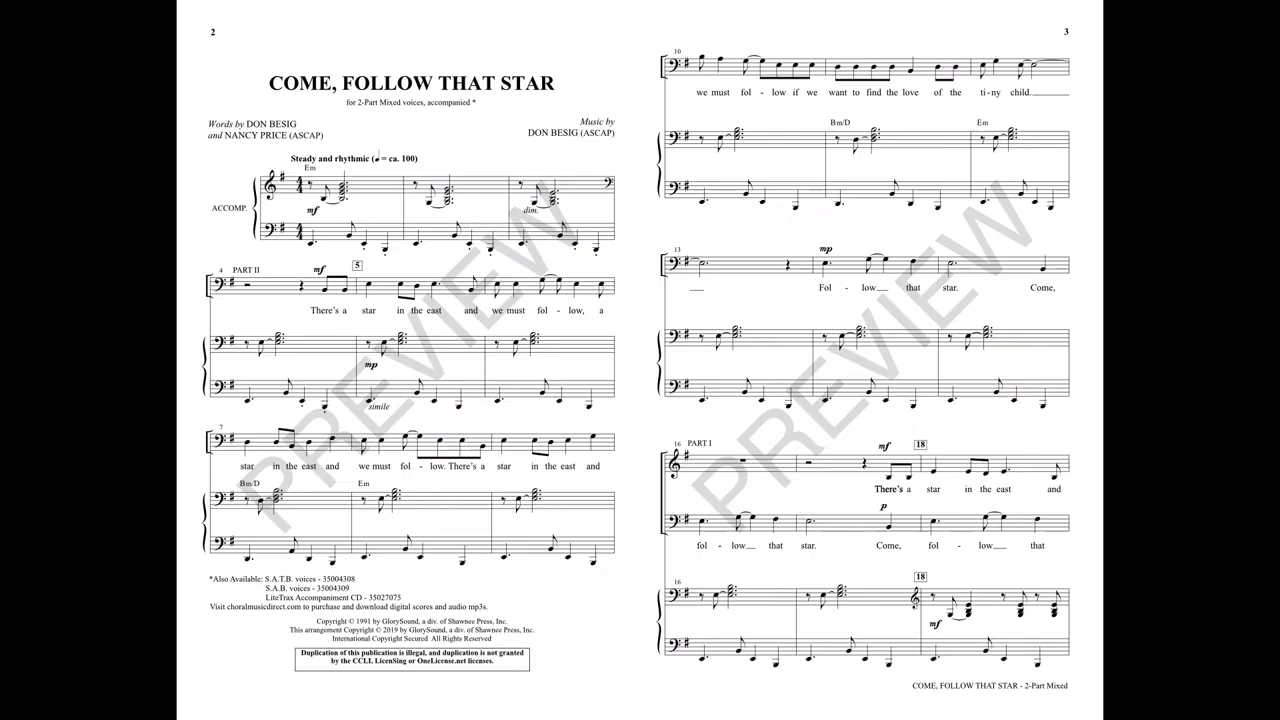 2
COME, FOLLOW THAT STAR
for 2-Part Mixed voices, accompanied *
Words by DON BESIG
and NANCY PRICE (ASCAP)
Music by
DON BESIG (ASCAP)
Steady and rhythmic (♩ = ca. 100)
Em
ACCOMP.
mf
dim.
4 PART II mf 5
There's a star in the east and we must fol - low, a
mp
simile
7
star in the east and we must fol - low. There's a star in the east and
Bm/D Em
*Also Available: S.A.T.B. voices - 35004308
S.A.B. voices - 35004309
LiteTrax Accompaniment CD - 35027075
Visit choralmusicdirect.com to purchase and download digital scores and audio mp3s.
Copyright © 1991 by GlorySound, a div. of Shawnee Press, Inc.
This arrangement Copyright © 2019 by GlorySound, a div. of Shawnee Press, Inc.
International Copyright Secured All Rights Reserved
Duplication of this publication is illegal, and duplication is not granted
by the CCLI, LicenSing or OneLicense.net licenses.
PREVIEW
3
10
we must fol - low if we want to find the love of the ti - ny child.
Bm/D Em
13
mp
Fol - low that star. Come,
16 PART I mf 18
There's a star in the east and
p
fol - low that star. Come, fol - low that
16 18
mf
COME, FOLLOW THAT STAR - 2-Part Mixed
PREVIEW